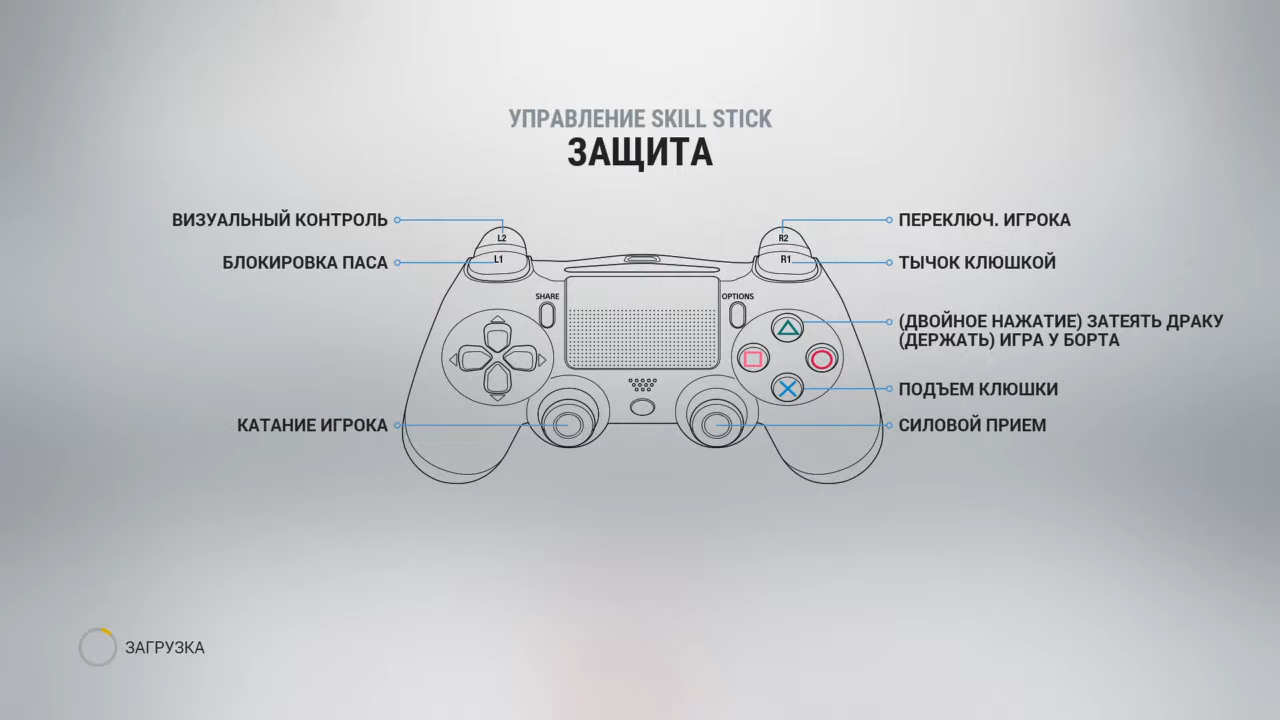 УПРАВЛЕНИЕ SKILL STICK
ЗАЩИТА
ВИЗУАЛЬНЫЙ КОНТРОЛЬ
L2
R2
ПЕРЕКЛЮЧ. ИГРОКА
БЛОКИРОВКА ПАСА
L1
R1
ТЫЧОК КЛЮШКОЙ
SHARE
OPTIONS
(ДВОЙНОЕ НАЖАТИЕ) ЗАТЕЯТЬ ДРАКУ
(ДЕРЖАТЬ) ИГРА У БОРТА
ПОДЪЕМ КЛЮШКИ
КАТАНИЕ ИГРОКА
СИЛОВОЙ ПРИЕМ
ЗАГРУЗКА